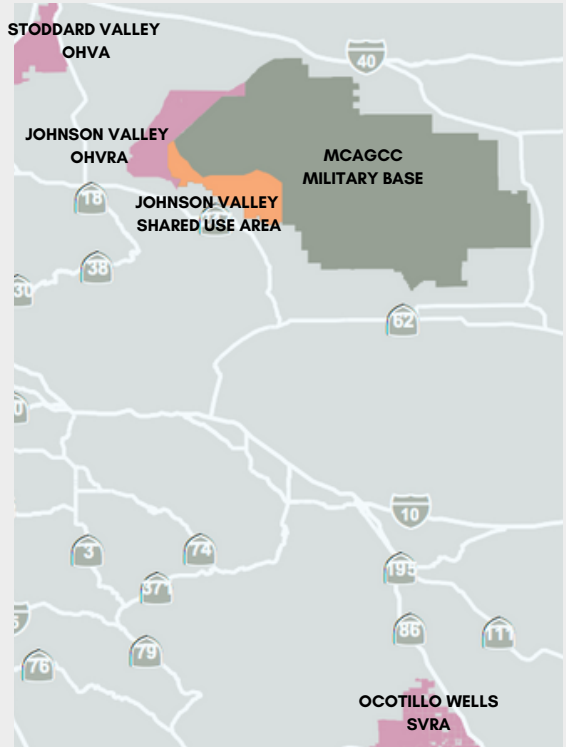 STODDARD VALLEY
OHVA
40
JOHNSON VALLEY
OHVRA
MCAGCC
MILITARY BASE
18
JOHNSON VALLEY
SHARED USE AREA
38
30
62
10
3
74
195
371
86
111
79
76
OCOTILLO WELLS
SVRA